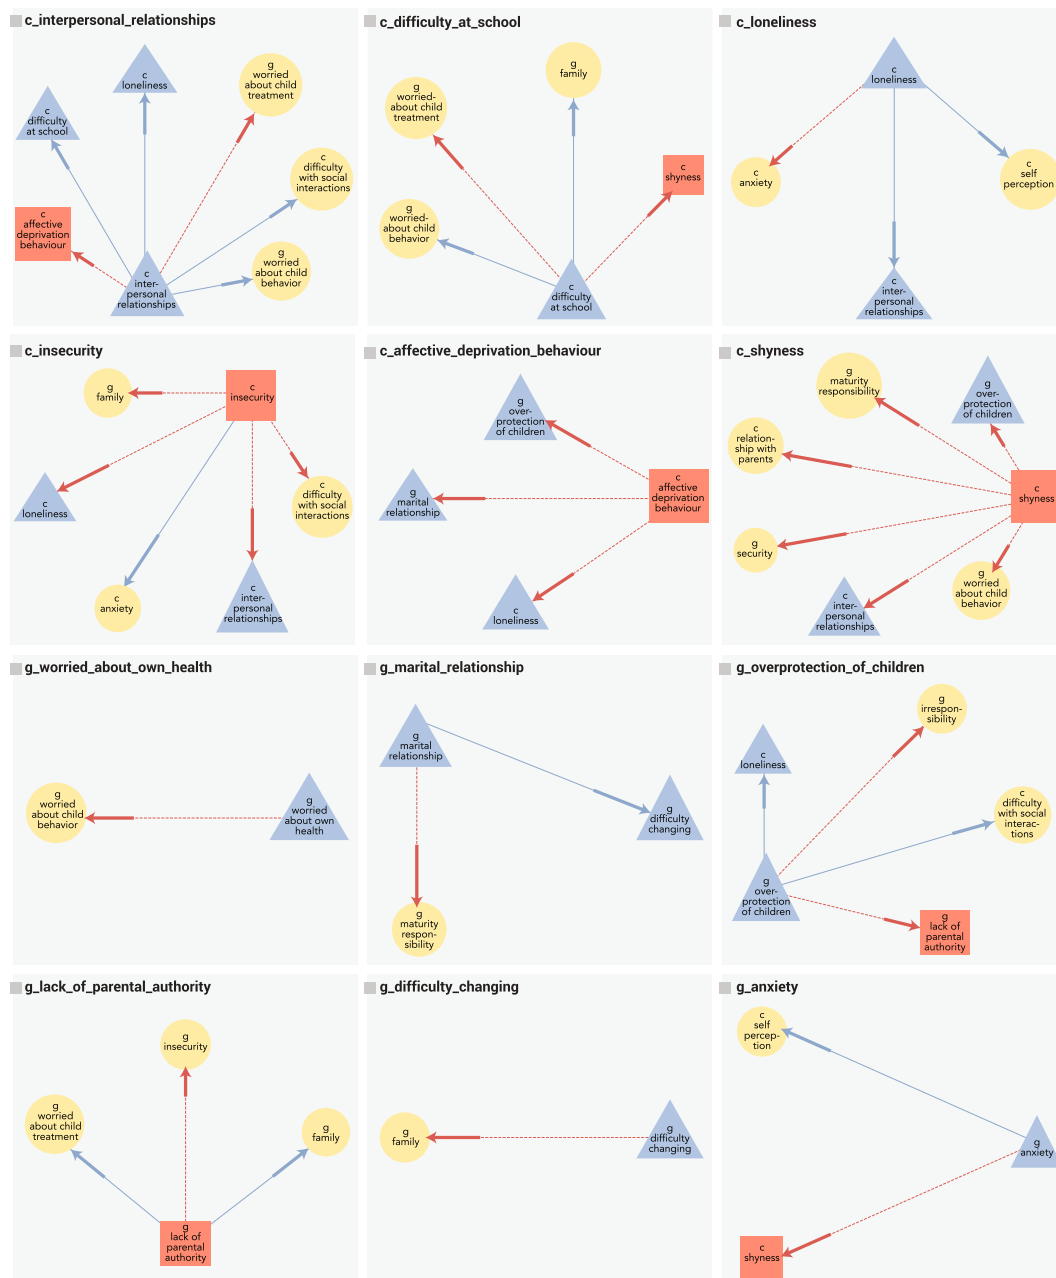 c_interpersonal_relationships
c
loneliness
g
worried
about child
treatment
c
difficulty
at school
c
difficulty
with social
interactions
c
affective
deprivation
behaviour
g
worried
about child
behavior
c
inter-
personal
relationships
c_difficulty_at_school
g
family
g
worried-
about child
treatment
c
shyness
g
worried-
about child
behavior
c
difficulty
at school
c_loneliness
c
loneliness
c
anxiety
c
self
perception
c
inter-
personal
relationships
c_insecurity
g
family
c
insecurity
c
loneliness
c
difficulty
with social
interactions
c
anxiety
c
inter-
personal
relationships
c_affective_deprivation_behaviour
g
over-
protection
of children
g
marital
relationship
c
affective
deprivation
behaviour
c
loneliness
c_shyness
g
maturity
responsibility
g
over-
protection
of children
c
relation-
ship with
parents
c
shyness
g
security
g
worried
about child
behavior
c
inter-
personal
relationships
g_worried_about_own_health
g
worried
about child
behavior
g
worried
about own
health
g_marital_relationship
g
marital
relationship
g
difficulty
changing
g
maturity
respon-
sibility
g_overprotection_of_children
g
irrespon-
sibility
c
loneliness
c
difficulty
with social
interac-
tions
g
over-
protection
of children
g
lack of
parental
authority
g_lack_of_parental_authority
g
insecurity
g
worried
about child
treatment
g
family
g
lack of
parental
authority
g_difficulty_changing
g
family
g
difficulty
changing
g_anxiety
c
self
percep-
tion
g
anxiety
c
shyness